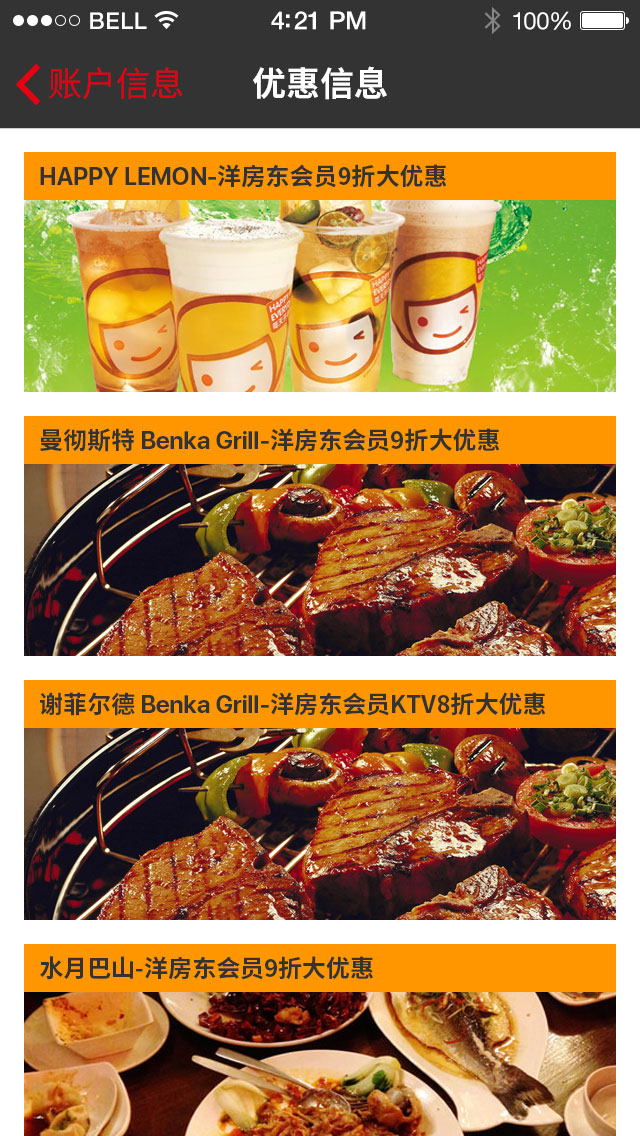 BELL 4:21 PM 100%
账户信息 优惠信息
HAPPY LEMON-洋房东会员9折大优惠
曼彻斯特 Benka Grill-洋房东会员9折大优惠
谢菲尔德 Benka Grill-洋房东会员KTV8折大优惠
水月巴山-洋房东会员9折大优惠